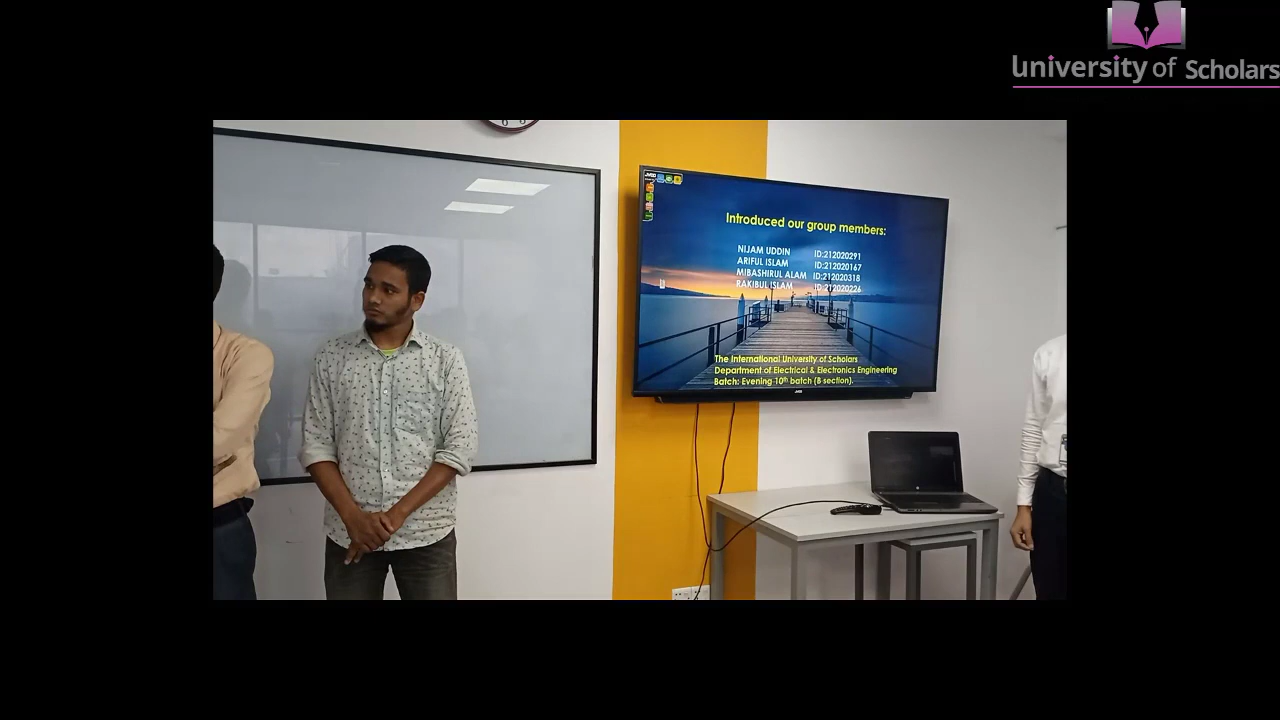 University of Scholars
Introduced our group members:
NIJAM UDDIN ID:212020291
ARIFUL ISLAM ID:212020167
MIBASHIRUL ALAM ID:212020318
RAKIBUL ISLAM ID:212020226
The International University of Scholars
Department of Electrical & Electronics Engineering
Batch: Evening 10th batch (B section).
JVCO